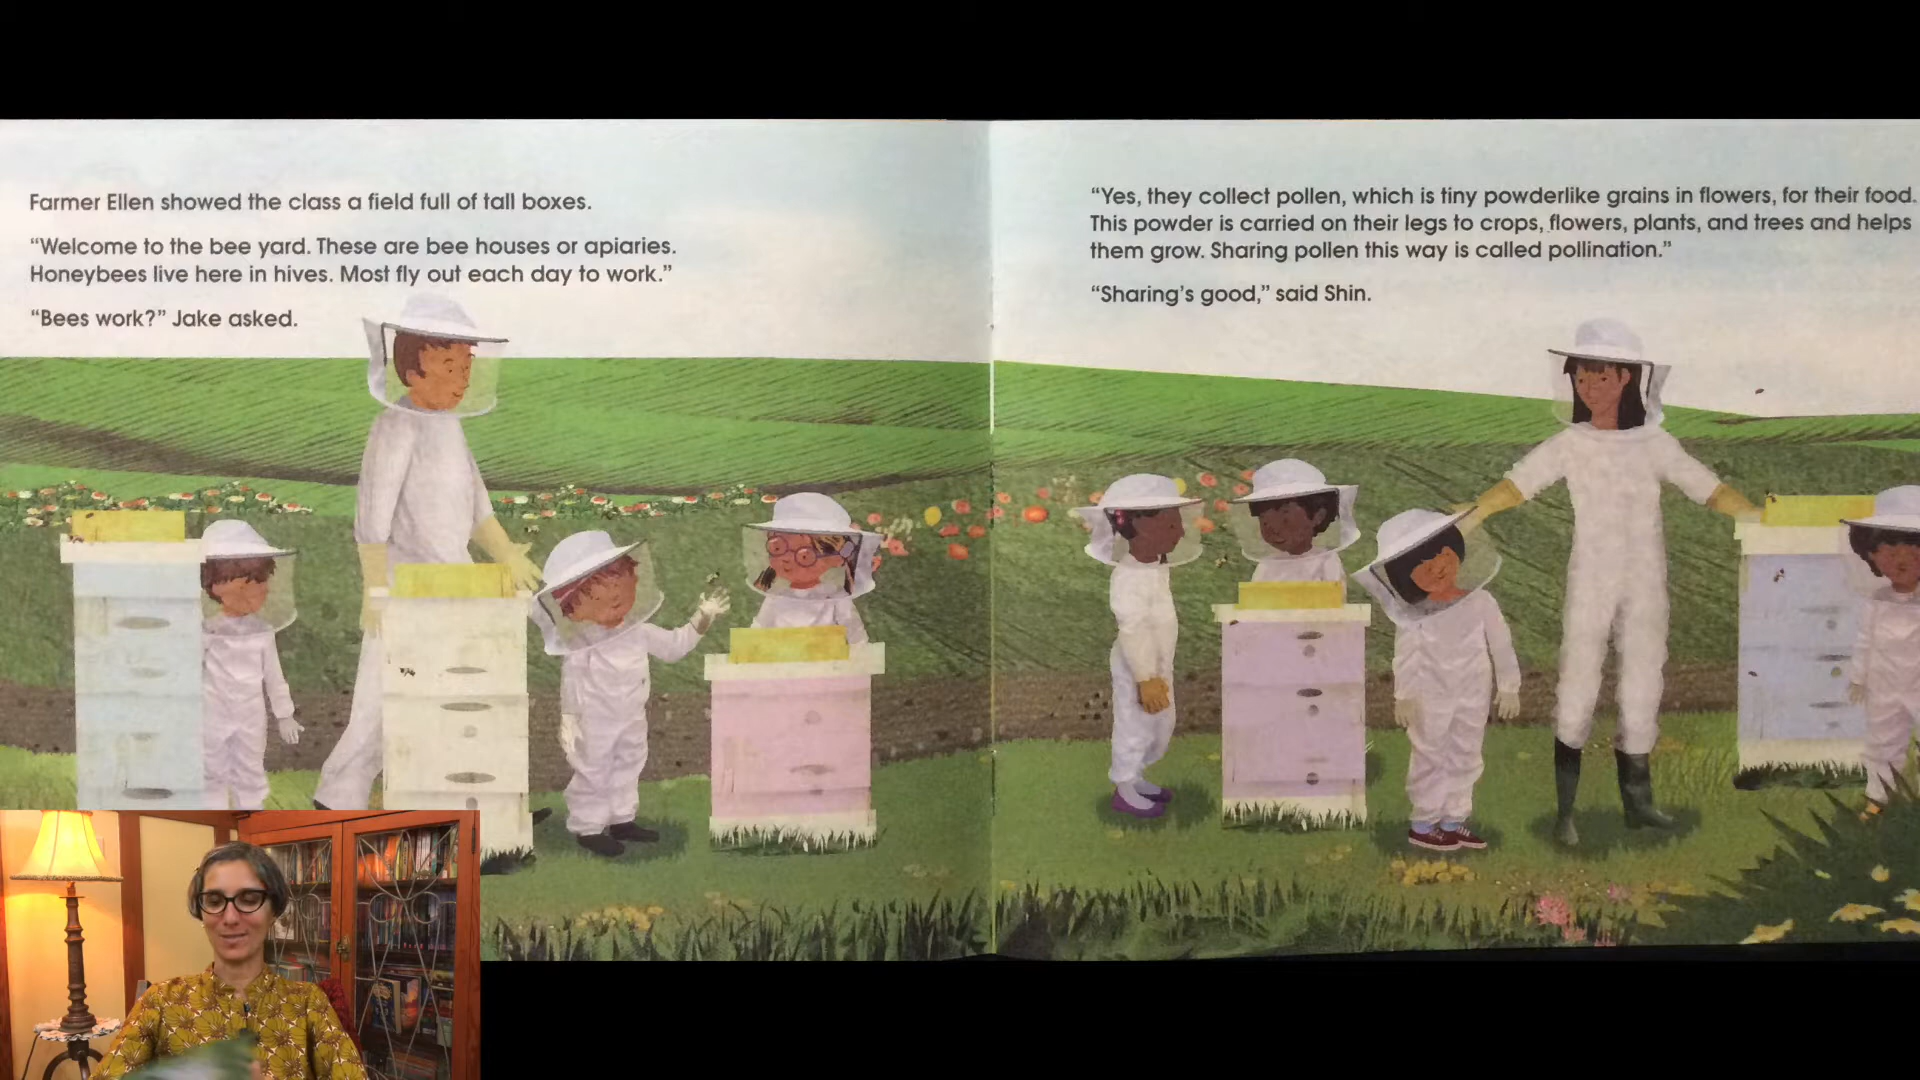 Farmer Ellen showed the class a field full of tall boxes.
“Welcome to the bee yard. These are bee houses or apiaries.
Honeybees live here in hives. Most fly out each day to work.”
“Bees work?” Jake asked.
“Yes, they collect pollen, which is tiny powderlike grains in flowers, for their food.
This powder is carried on their legs to crops, flowers, plants, and trees and helps
them grow. Sharing pollen this way is called pollination.”
“Sharing’s good,” said Shin.